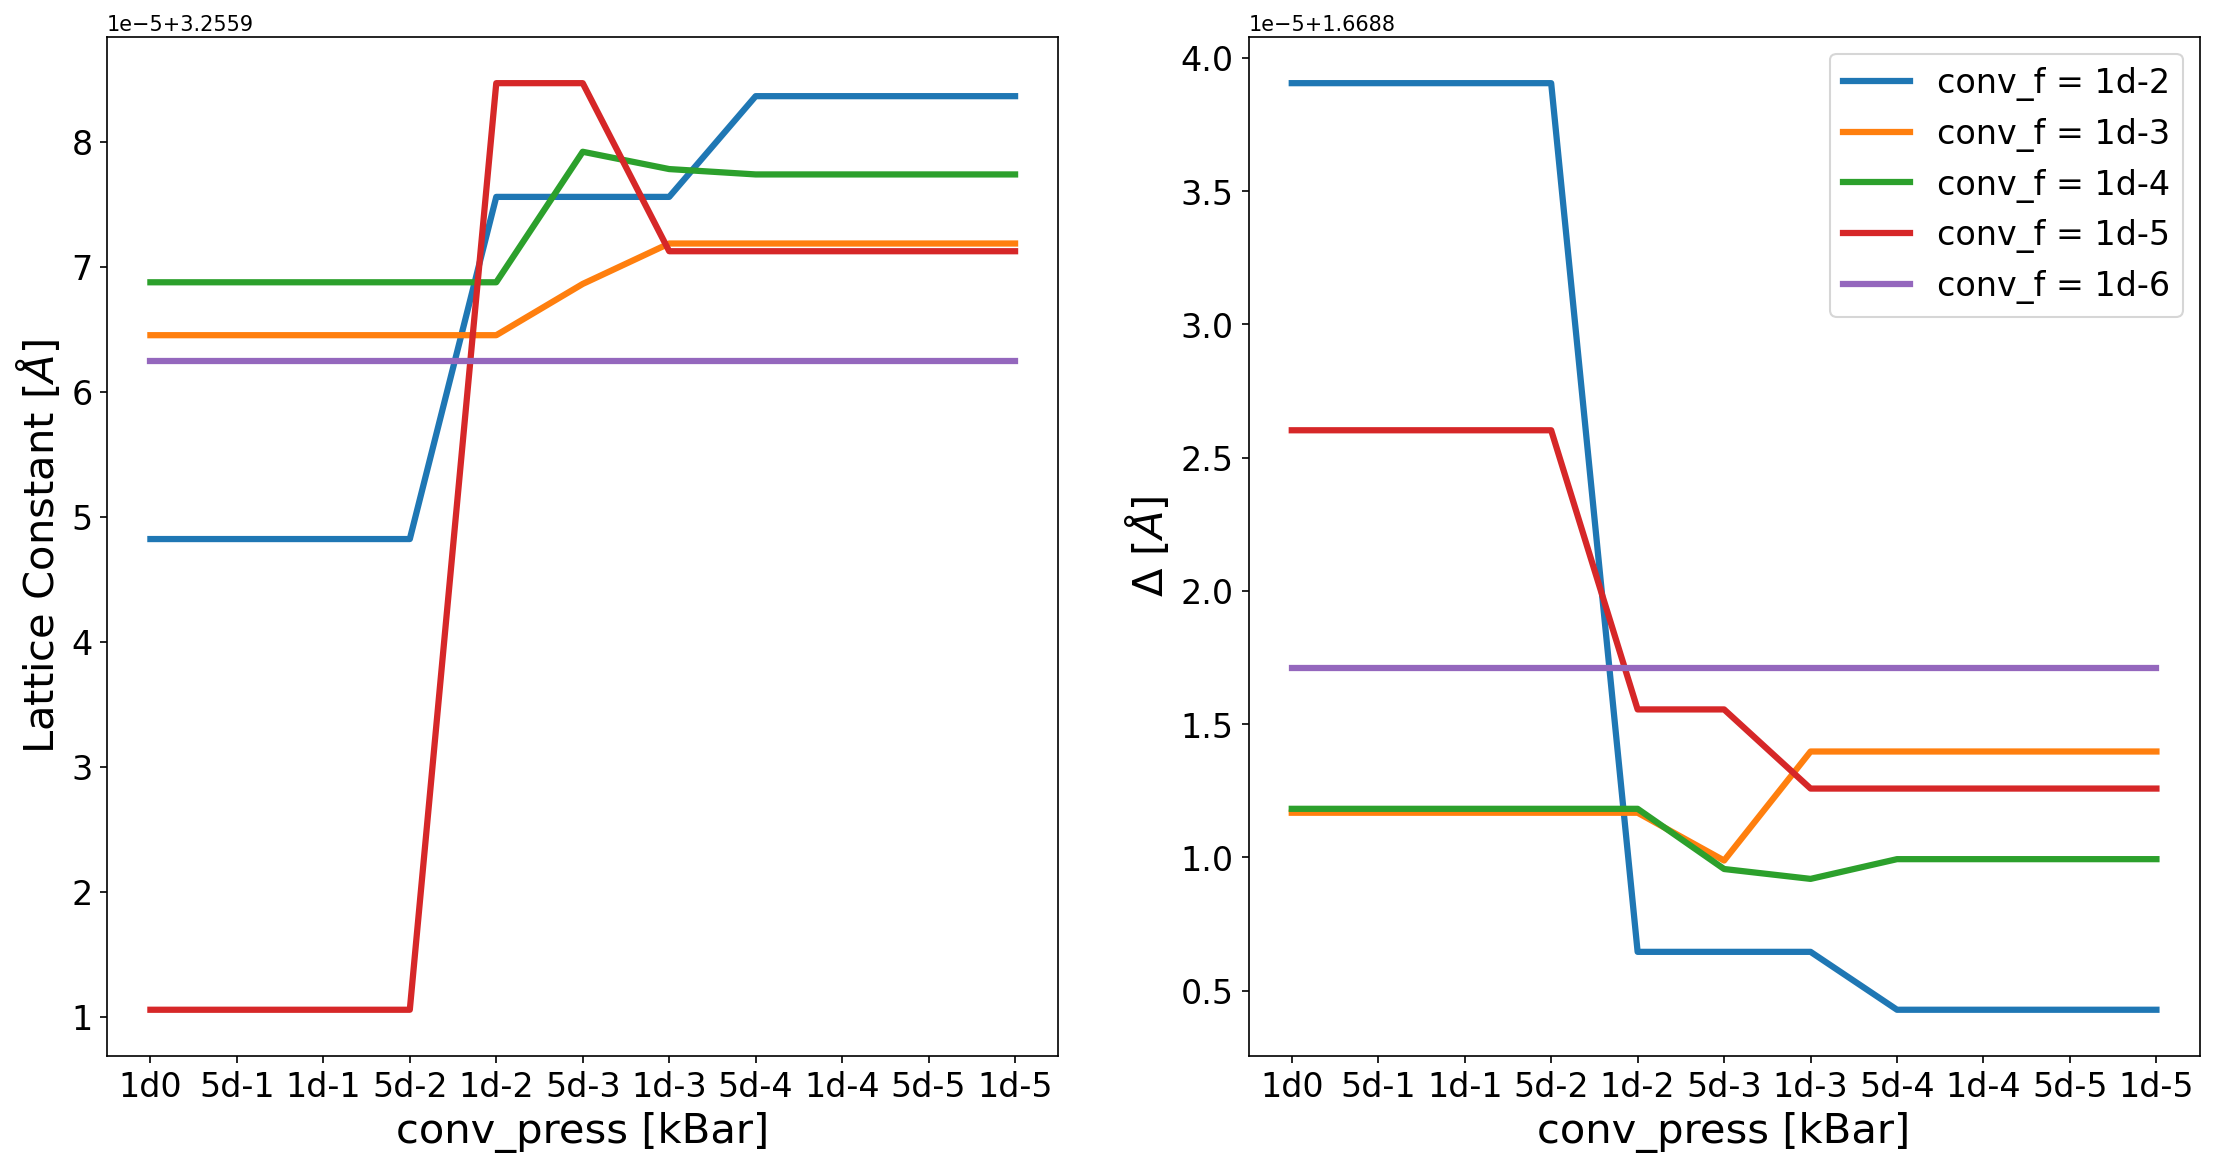 1e−5+3.2559
8
7
6
5
4
3
2
1
Lattice Constant [Å]
1d0 5d-1 1d-1 5d-2 1d-2 5d-3 1d-3 5d-4 1d-4 5d-5 1d-5
conv_press [kBar]
1e−5+1.6688
4.0
3.5
3.0
2.5
2.0
1.5
1.0
0.5
Δ [Å]
1d0 5d-1 1d-1 5d-2 1d-2 5d-3 1d-3 5d-4 1d-4 5d-5 1d-5
conv_press [kBar]
conv_f = 1d-2
conv_f = 1d-3
conv_f = 1d-4
conv_f = 1d-5
conv_f = 1d-6